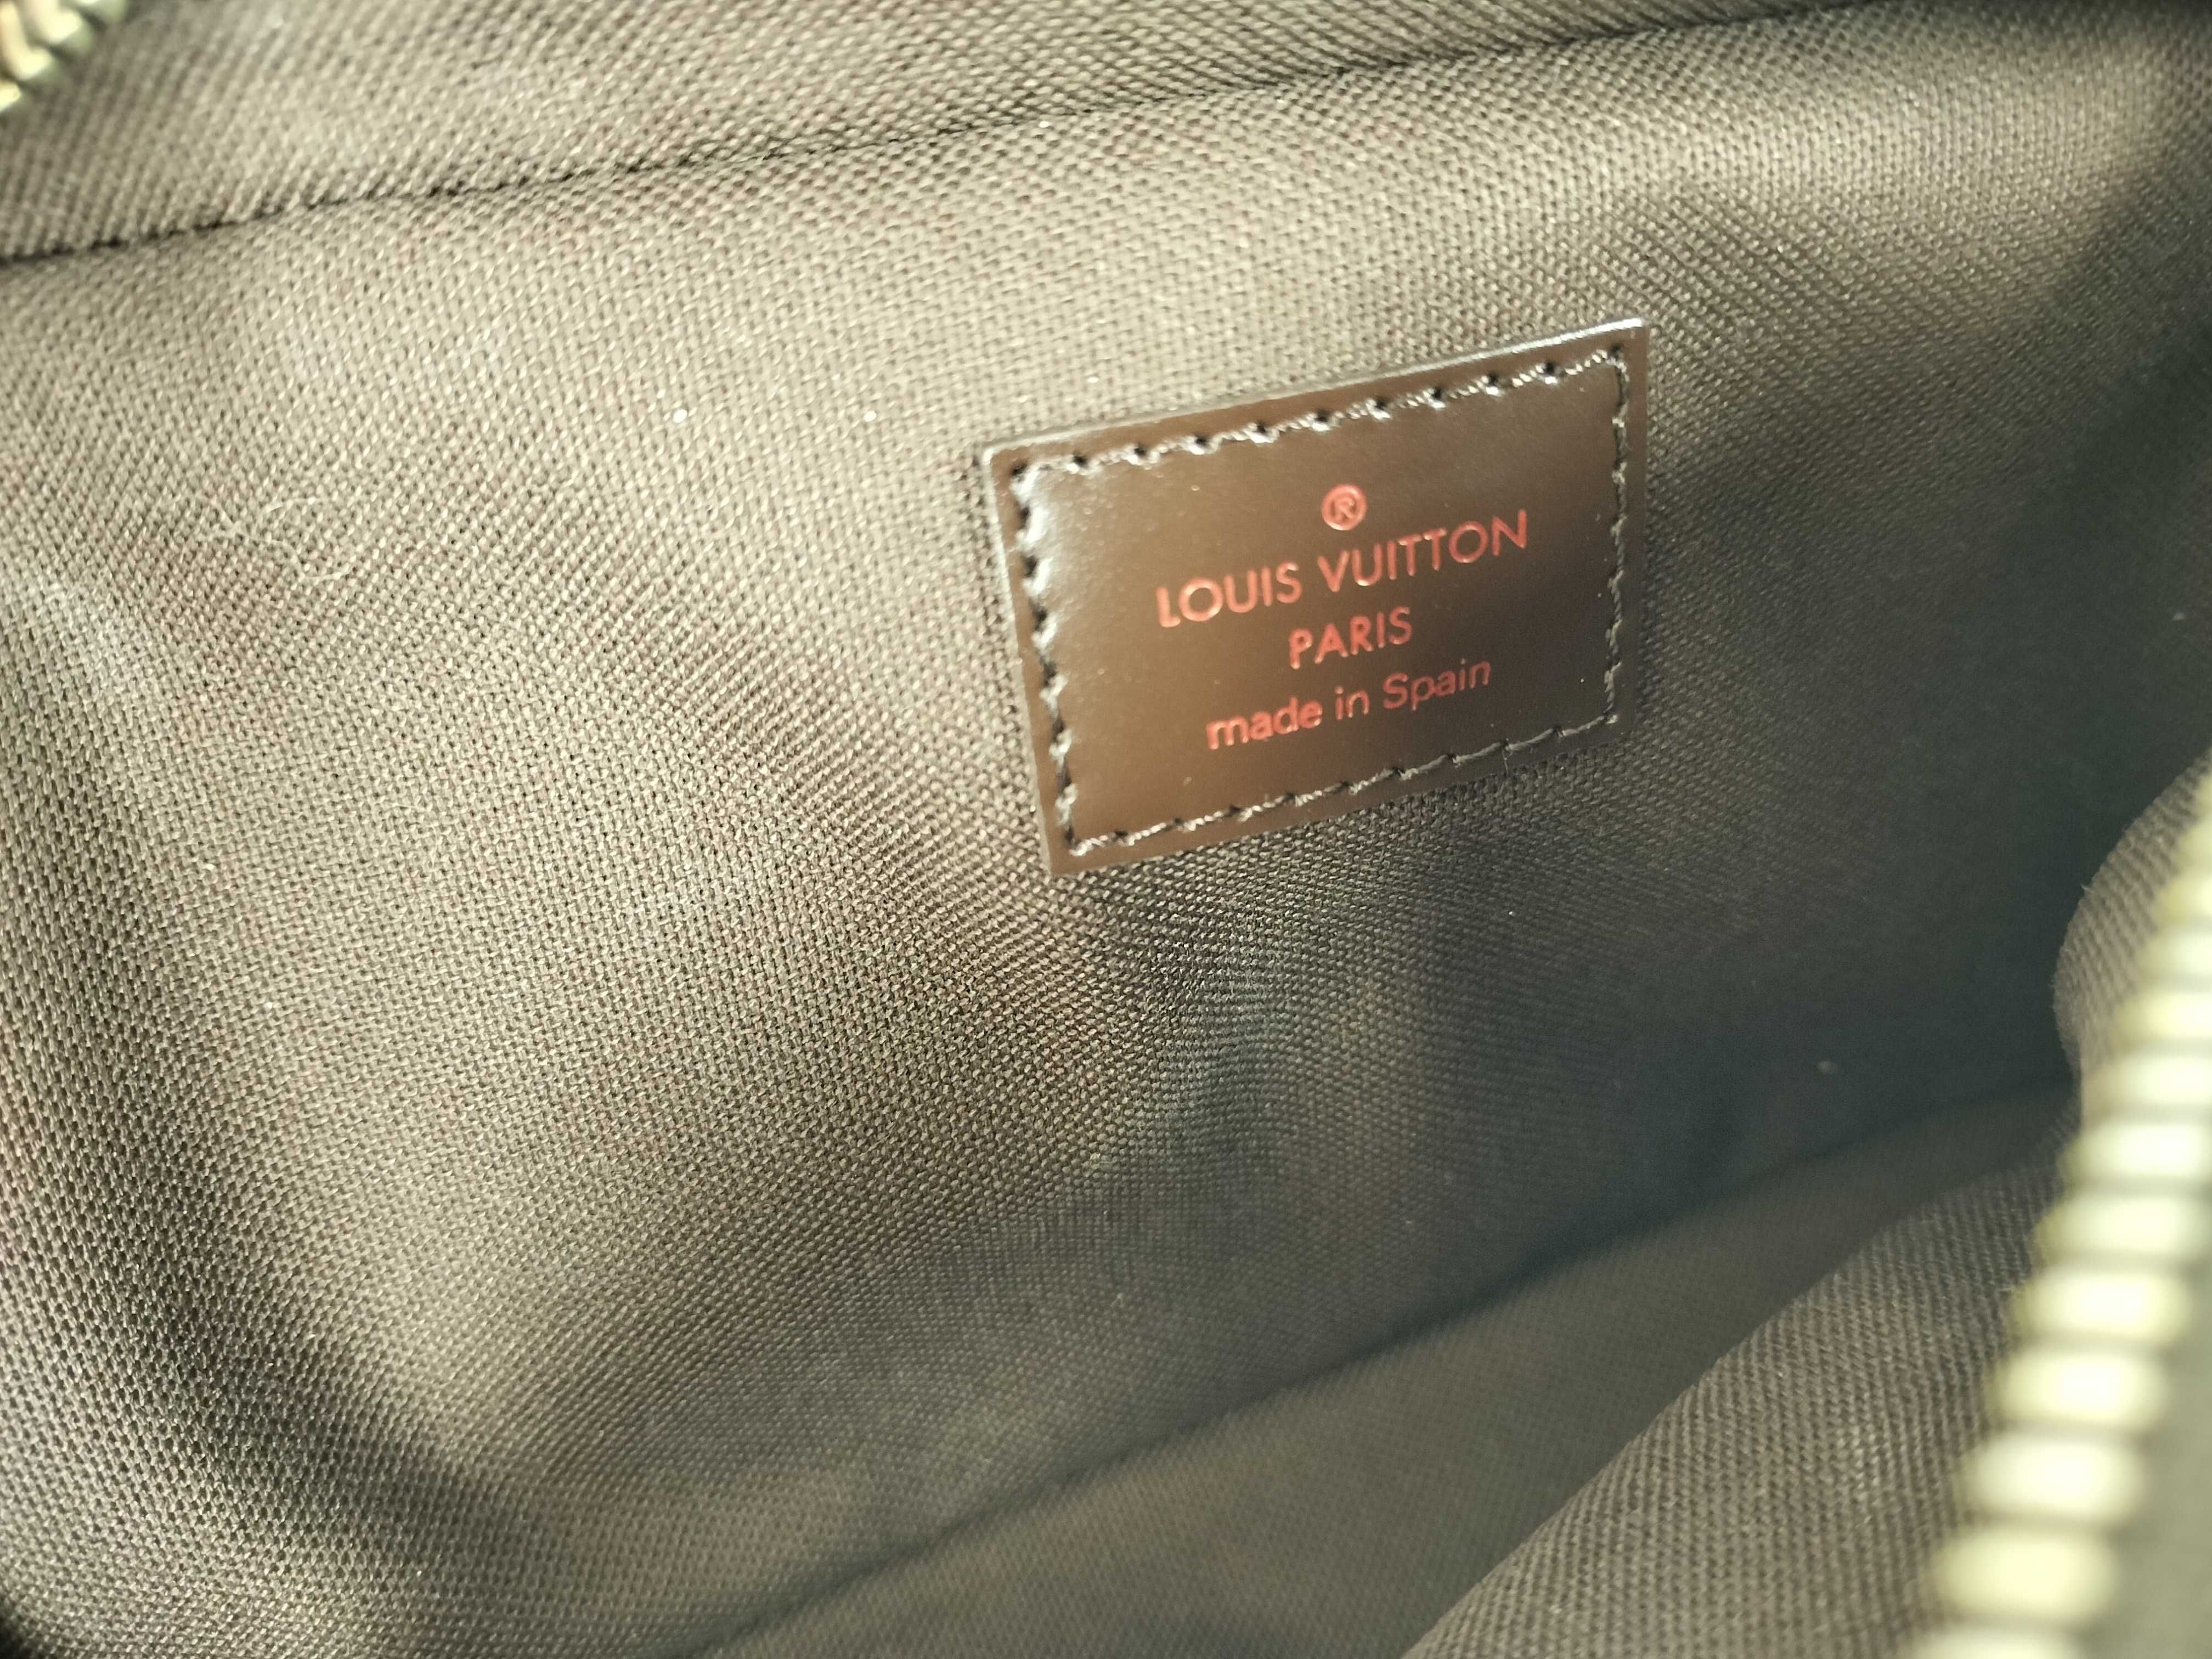 ®
LOUIS VUITTON
PARIS
made in Spain